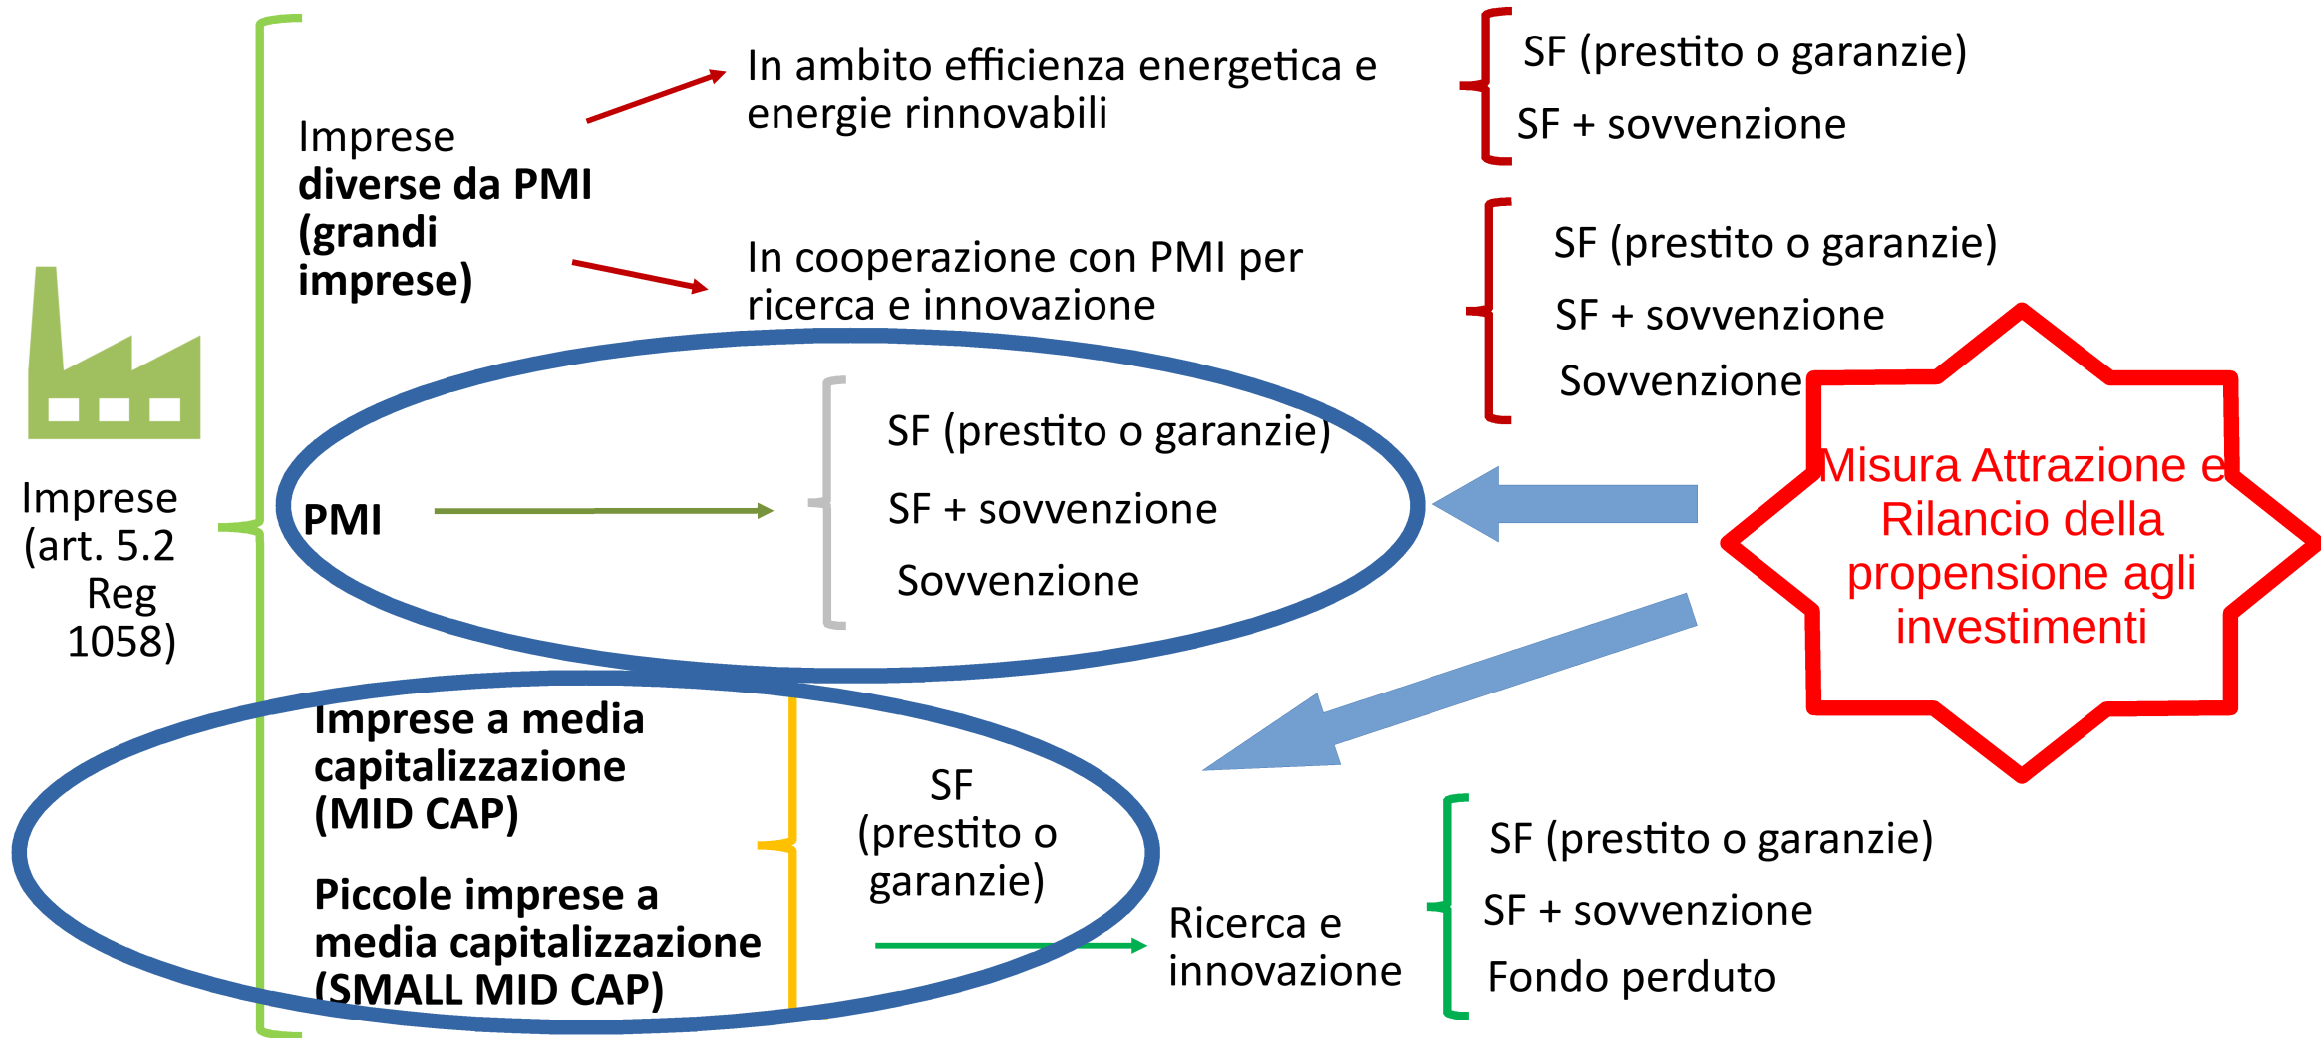 Imprese
(art. 5.2
Reg
1058)
Imprese
diverse da PMI
(grandi
imprese)
In ambito efficienza energetica e
energie rinnovabili
SF (prestito o garanzie)
SF + sovvenzione
In cooperazione con PMI per
ricerca e innovazione
SF (prestito o garanzie)
SF + sovvenzione
Sovvenzione
PMI
SF (prestito o garanzie)
SF + sovvenzione
Sovvenzione
Misura Attrazione e
Rilancio della
propensione agli
investimenti
Imprese a media
capitalizzazione
(MID CAP)
Piccole imprese a
media capitalizzazione
(SMALL MID CAP)
SF
(prestito o
garanzie)
Ricerca e
innovazione
SF (prestito o garanzie)
SF + sovvenzione
Fondo perduto